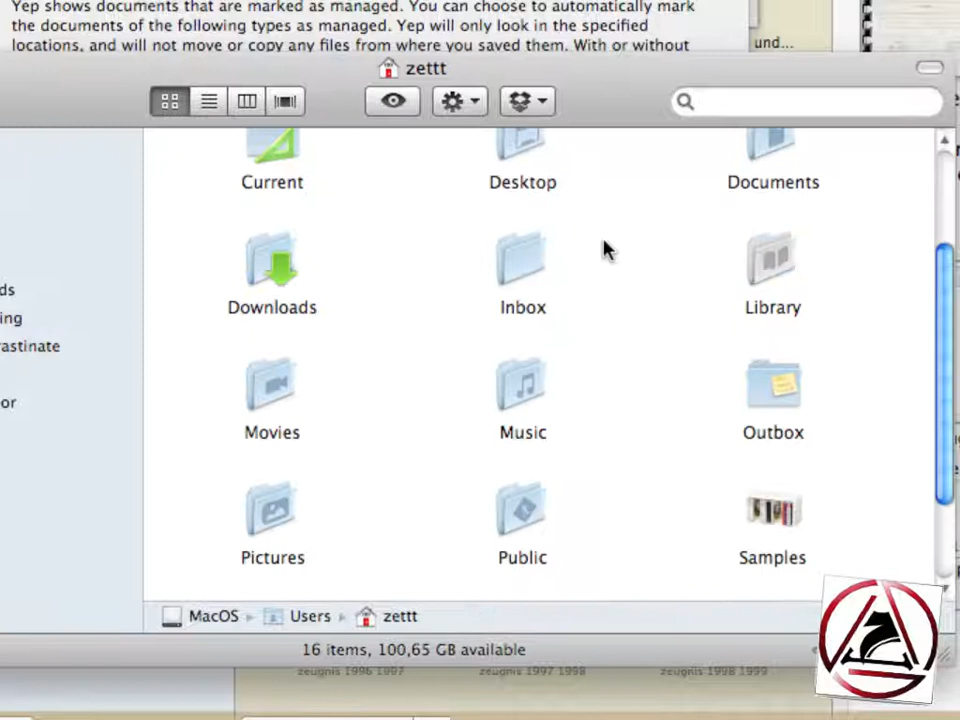 Yep shows documents that are marked as managed. You can choose to automatically mark
the documents of the following types as managed. Yep will only look in the specified
locations, and will not move or copy any files from where you saved them. With or without
und...
zettt
Current
Desktop
Documents
ds
Downloads
Inbox
Library
ing
rastinate
or
Movies
Music
Outbox
Pictures
Public
Samples
MacOS Users zettt
16 items, 100,65 GB available
zeugnis 1996 1997
zeugnis 1997 1998
zeugnis 1998 1999